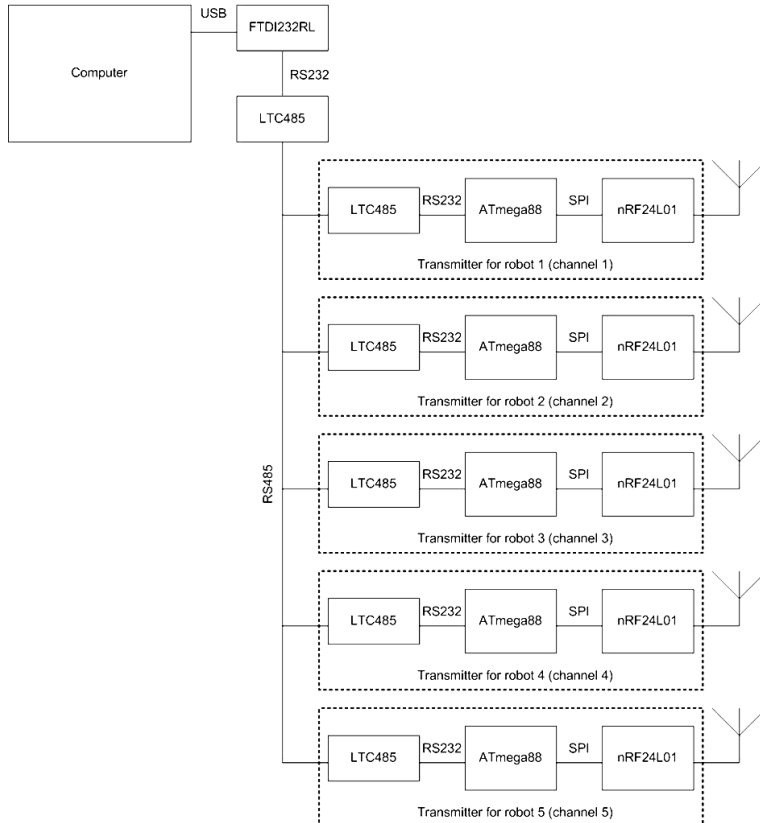 USB
FTDI232RL
Computer
RS232
LTC485
RS232
SPI
LTC485
ATmega88
nRF24L01
Transmitter for robot 1 (channel 1)
RS232
SPI
LTC485
ATmega88
nRF24L01
Transmitter for robot 2 (channel 2)
RS485
RS232
SPI
LTC485
ATmega88
nRF24L01
Transmitter for robot 3 (channel 3)
RS232
SPI
LTC485
ATmega88
nRF24L01
Transmitter for robot 4 (channel 4)
RS232
SPI
LTC485
ATmega88
nRF24L01
Transmitter for robot 5 (channel 5)